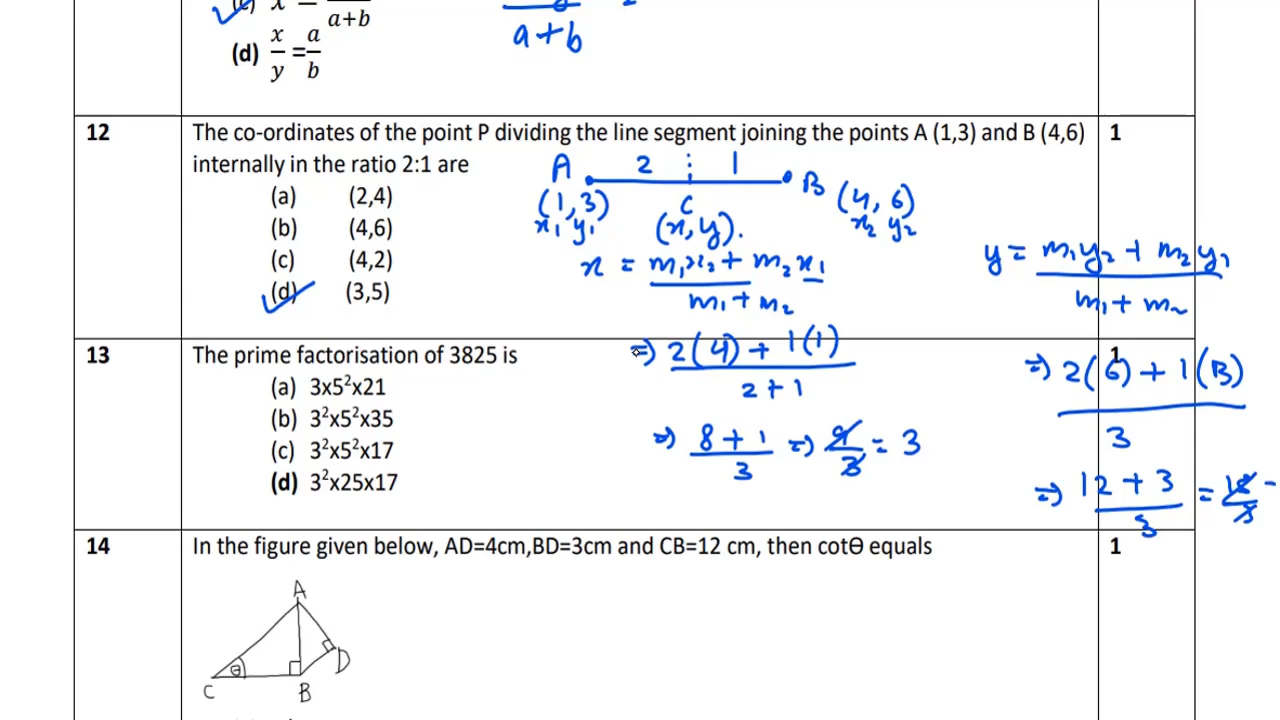 a+b
a+b
(d) x/y = a/b
12 The co-ordinates of the point P dividing the line segment joining the points A (1,3) and B (4,6) 1
internally in the ratio 2:1 are
(a) (2,4)
(b) (4,6)
(c) (4,2)
(d) (3,5)
A 2 1 B
(1,3) C (4,6)
x₁ y₁ (x,y). x₂ y₂
x = m₁x₂ + m₂x₁ / m₁ + m₂
y = m₁y₂ + m₂y₁ / m₁ + m₂
13 The prime factorisation of 3825 is 1
(a) 3x5²x21
(b) 3²x5²x35
(c) 3²x5²x17
(d) 3²x25x17
⇒ 2(4) + 1(1) / 2+1
⇒ 8+1 / 3 ⇒ 9/3 = 3
⇒ 2(6) + 1(3) / 3
⇒ 12+3 / 3 =
14 In the figure given below, AD=4cm,BD=3cm and CB=12 cm, then cotӨ equals 1
A
θ
D
C B